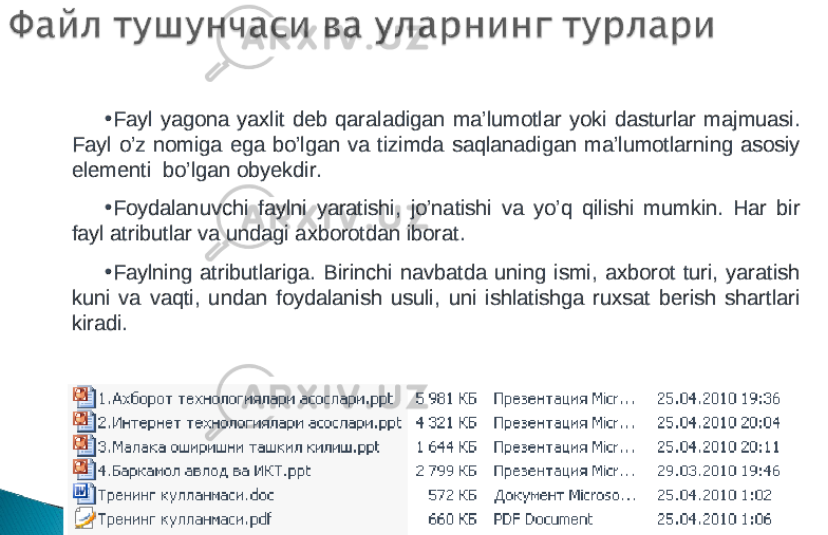 Файл тушунчаси ва уларнинг турлари
ARXIV.UZ
•Fayl yagona yaxlit deb qaraladigan ma’lumotlar yoki dasturlar majmuasi.
Fayl o’z nomiga ega bo’lgan va tizimda saqlanadigan ma’lumotlarning asosiy
elementi bo’lgan obyekdir.
ARXIV.UZ
•Foydalanuvchi faylni yaratishi, jo’natishi va yo’q qilishi mumkin. Har bir
fayl atributlar va undagi axborotdan iborat.
•Faylning atributlariga. Birinchi navbatda uning ismi, axborot turi, yaratish
kuni va vaqti, undan foydalanish usuli, uni ishlatishga ruxsat berish shartlari
kiradi.
ARXIV.UZ
1.Ахборот технологиялари асослари.ppt 5 981 КБ Презентация Micr... 25.04.2010 19:36
2.Интернет технологиялари асослари.ppt 4 321 КБ Презентация Micr... 25.04.2010 20:04
3.Малака оширишни ташкил килиш.ppt 1 644 КБ Презентация Micr... 25.04.2010 20:11
4.Баркамол авлод ва ИКТ.ppt 2 799 КБ Презентация Micr... 29.03.2010 19:46
Тренинг кулланмаси.doc 572 КБ Документ Microso... 25.04.2010 1:02
Тренинг кулланмаси.pdf 660 КБ PDF Document 25.04.2010 1:06